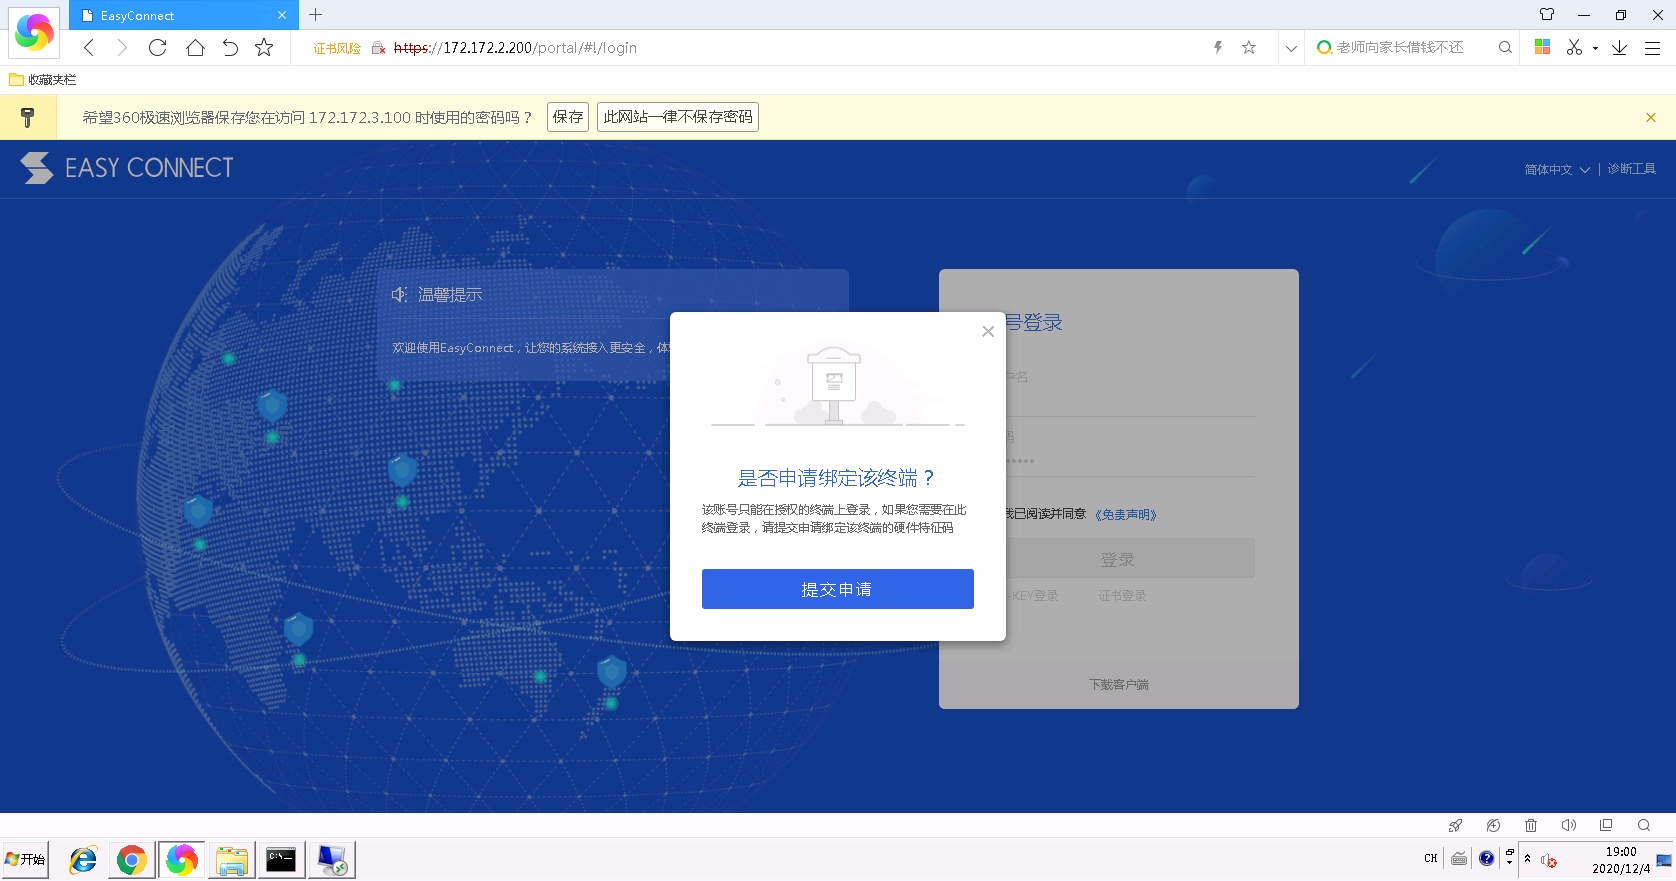 EasyConnect
证书风险 https://172.172.2.200/portal/#!/login
老师向家长借钱不还
收藏夹栏
希望360极速浏览器保存您在访问 172.172.3.100 时使用的密码吗？ 保存 此网站一律不保存密码
EASY CONNECT
简体中文 | 诊断工具
温馨提示
欢迎使用EasyConnect，让您的系统接入更安全，体
号登录
户名
码
是否申请绑定该终端？
该账号只能在授权的终端上登录，如果您需要在此
终端登录，请提交申请绑定该终端的硬件特征码
提交申请
我已阅读并同意 《免责声明》
登录
-KEY登录 证书登录
下载客户端
开始
C:\_
CH
19:00
2020/12/4